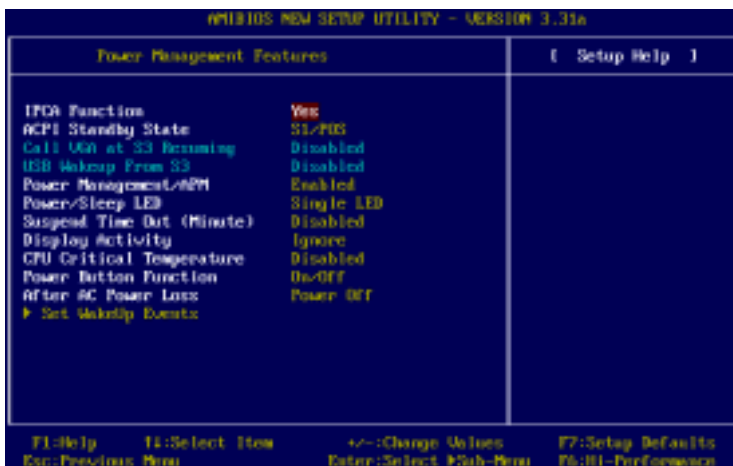 AMIBIOS NEW SETUP UTILITY - VERSION 3.31a
Power Management Features
[ Setup Help ]
IPCA Function Yes
ACPI Standby State S1/POS
Call VGA at S3 Resuming Disabled
USB Wakeup From S3 Disabled
Power Management/APM Enabled
Power/Sleep LED Single LED
Suspend Time Out (Minute) Disabled
Display Activity Ignore
CPU Critical Temperature Disabled
Power Button Function On/Off
After AC Power Loss Power Off
▶ Set WakeUp Events
F1:Help ↑↓:Select Item +/-:Change Values F7:Setup Defaults
Esc:Previous Menu Enter:Select ▶Sub-Menu F6:Hi-Performance